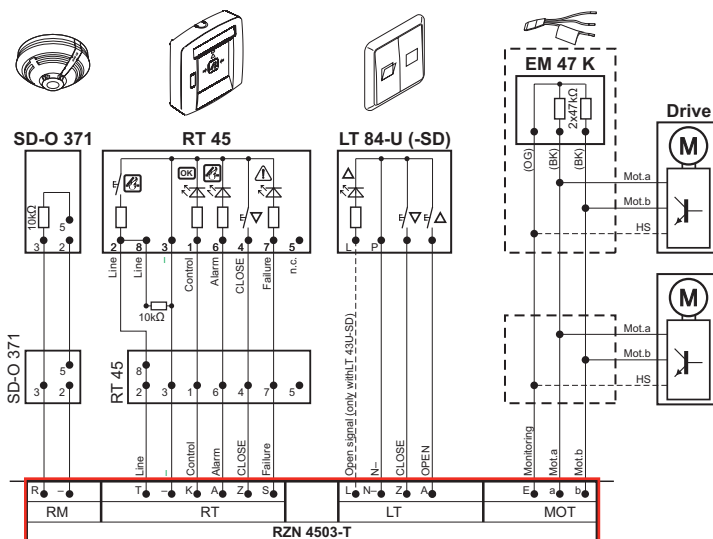 EM 47 K
2x47kΩ
(OG)
(BK)
(BK)
Drive
M
Mot.a
Mot.b
HS
SD-O 371
10kΩ
5
3
2
RT 45
E
OK
2
8
3
1
6
4
7
5
Line
Line
–
Control
Alarm
CLOSE
Failure
n.c.
10kΩ
LT 84-U (-SD)
E
E
L
P
M
Mot.a
Mot.b
HS
SD-O 371
5
3
2
RT 45
8
2
3
1
6
4
7
5
Line
–
Control
Alarm
CLOSE
Failure
Open signal (only withLT 43U-SD)
N–
CLOSE
OPEN
Monitoring
Mot.a
Mot.b
R
–
T
–
K
A
Z
S
L
N–
Z
A
E
a
b
RM
RT
LT
MOT
RZN 4503-T